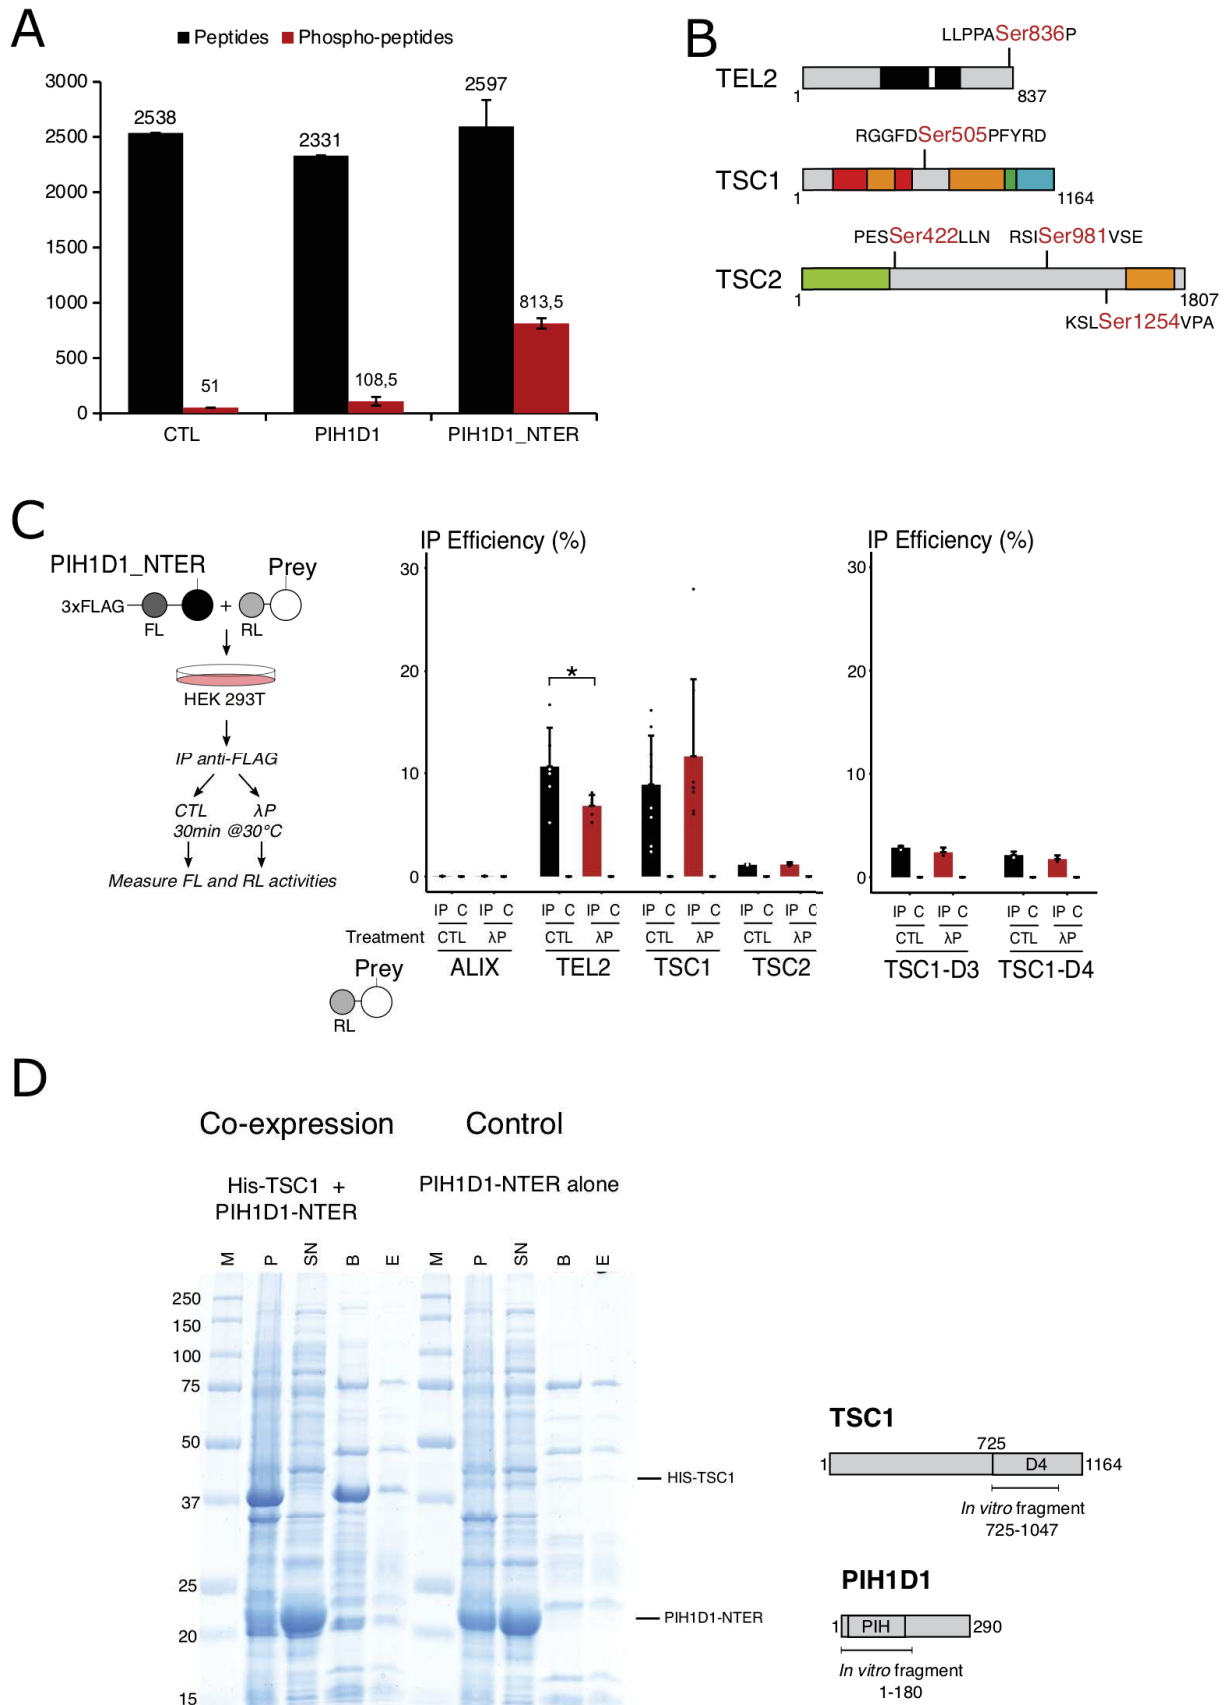 A
Peptides Phospho-peptides
3000
2500
2000
1500
1000
500
0
2538
51
2331
108,5
2597
813,5
CTL PIH1D1 PIH1D1_NTER
B
LLPPASer836P
TEL2
1 837
RGGFDSer505PFYRD
TSC1
1 1164
PESSer422LLN RSISer981VSE
TSC2
1 1807
KSLSer1254VPA
C
PIH1D1_NTER Prey
3xFLAG + 
FL RL
HEK 293T
IP anti-FLAG
CTL λP
30min @30°C
Measure FL and RL activities
IP Efficiency (%)
30
20
10
0
*
IP C IP C IP C IP C IP C IP C IP C IP C
Treatment CTL λP CTL λP CTL λP CTL λP
Prey ALIX TEL2 TSC1 TSC2
RL
IP Efficiency (%)
30
20
10
0
IP C IP C IP C IP C
CTL λP CTL λP
TSC1-D3 TSC1-D4
D
Co-expression Control
His-TSC1 +
PIH1D1-NTER
PIH1D1-NTER alone
M P SN B E M P SN B E
250
150
100
75
50
37
25
20
15
HIS-TSC1
PIH1D1-NTER
TSC1
725
1 D4 1164
In vitro fragment
725-1047
PIH1D1
1 PIH 290
In vitro fragment
1-180